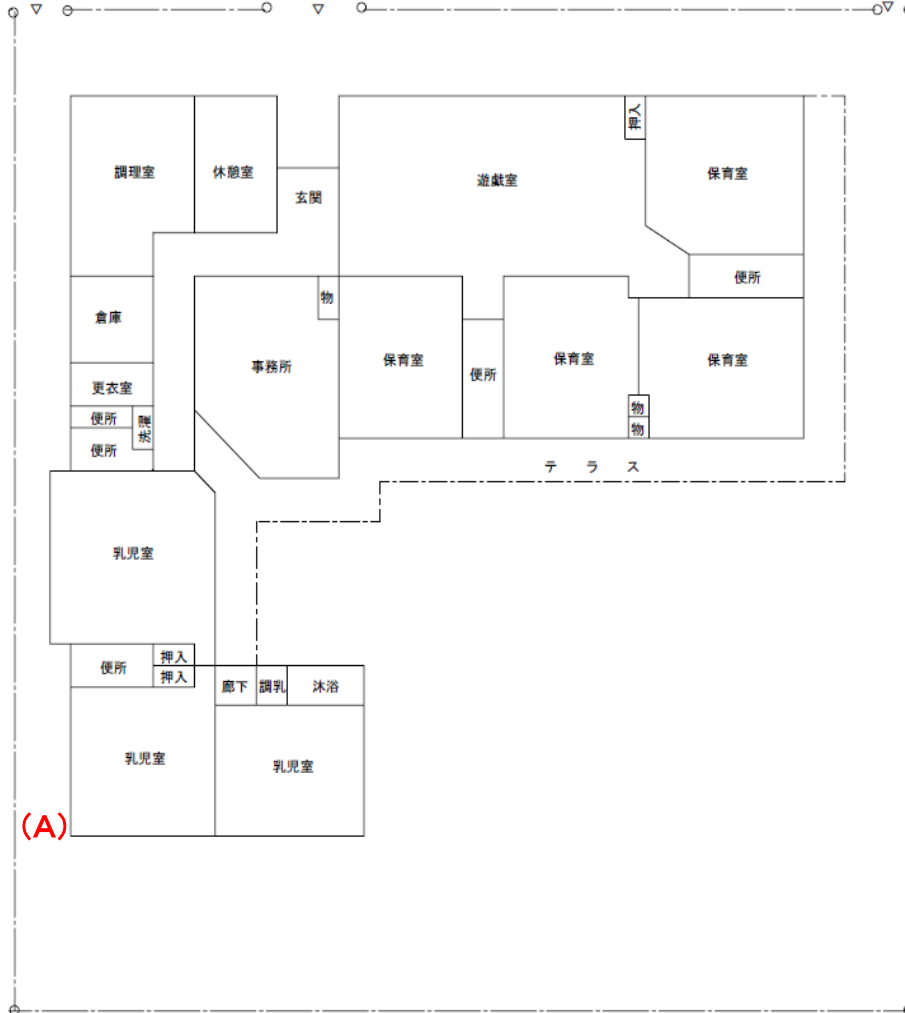 押入
調理室
休憩室
遊戯室
保育室
玄関
便所
物
倉庫
事務所
保育室
便所
保育室
保育室
更衣室
便所
洗濯
便所
物
物
テラス
乳児室
便所
押入
押入
廊下
調乳
沐浴
乳児室
乳児室
(A)